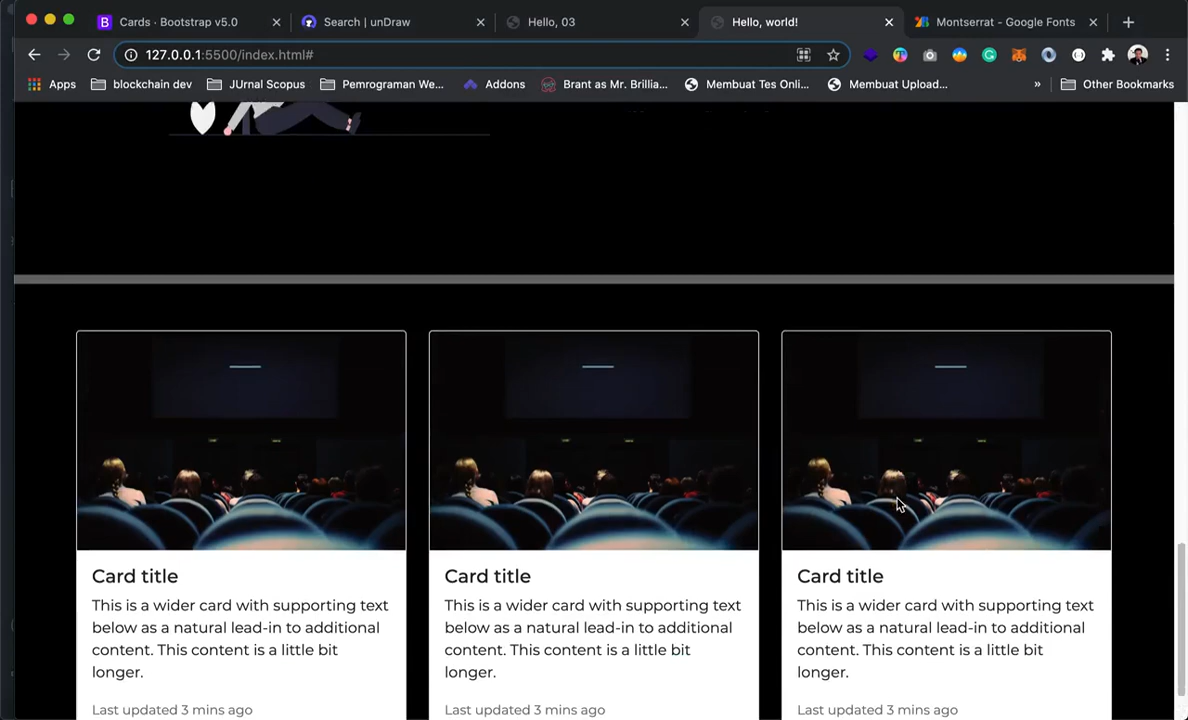 Cards · Bootstrap v5.0
Search | unDraw
Hello, 03
Hello, world!
Montserrat - Google Fonts
127.0.0.1:5500/index.html#
Apps
blockchain dev
JUrnal Scopus
Pemrograman We...
Addons
Brant as Mr. Brillia...
Membuat Tes Onli...
Membuat Upload...
»
Other Bookmarks
Card title
This is a wider card with supporting text
below as a natural lead-in to additional
content. This content is a little bit
longer.
Last updated 3 mins ago
Card title
This is a wider card with supporting text
below as a natural lead-in to additional
content. This content is a little bit
longer.
Last updated 3 mins ago
Card title
This is a wider card with supporting text
below as a natural lead-in to additional
content. This content is a little bit
longer.
Last updated 3 mins ago